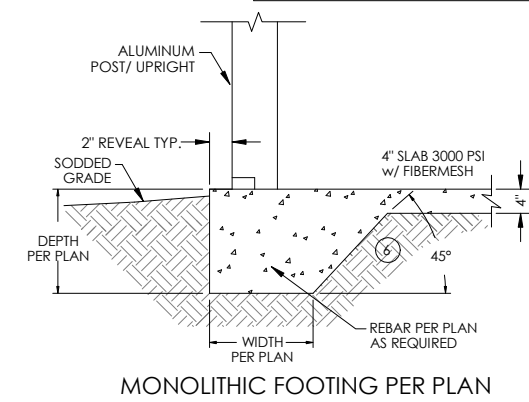 ALUMINUM
POST/ UPRIGHT
2" REVEAL TYP.
SODDED
GRADE
4" SLAB 3000 PSI
w/ FIBERMESH
4"
DEPTH
PER PLAN
6
45°
WIDTH
PER PLAN
REBAR PER PLAN
AS REQUIRED
MONOLITHIC FOOTING PER PLAN